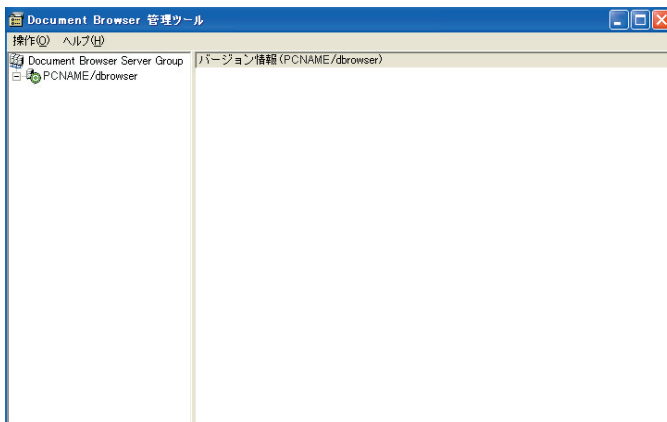 Document Browser 管理ツール
操作(O) ヘルプ(H)
Document Browser Server Group
バージョン情報(PCNAME/dbrowser)
PCNAME/dbrowser